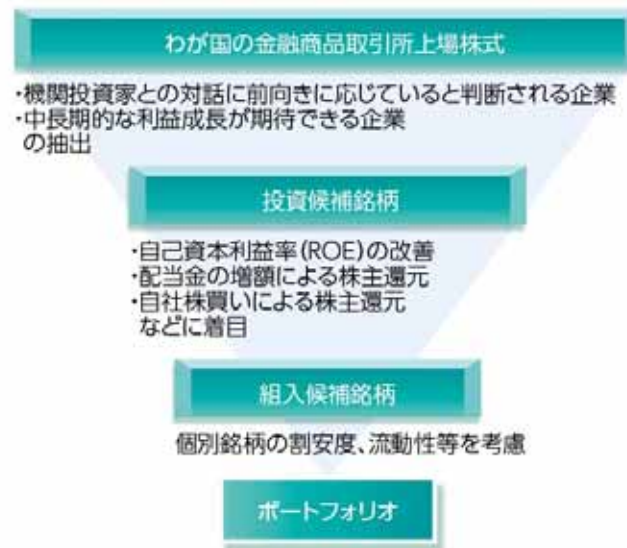 わが国の金融商品取引所上場株式
・機関投資家との対話に前向きに応じていると判断される企業
・中長期的な利益成長が期待できる企業
の抽出
投資候補銘柄
・自己資本利益率(ROE)の改善
・配当金の増額による株主還元
・自社株買いによる株主還元
などに着目
組入候補銘柄
個別銘柄の割安度、流動性等を考慮
ポートフォリオ